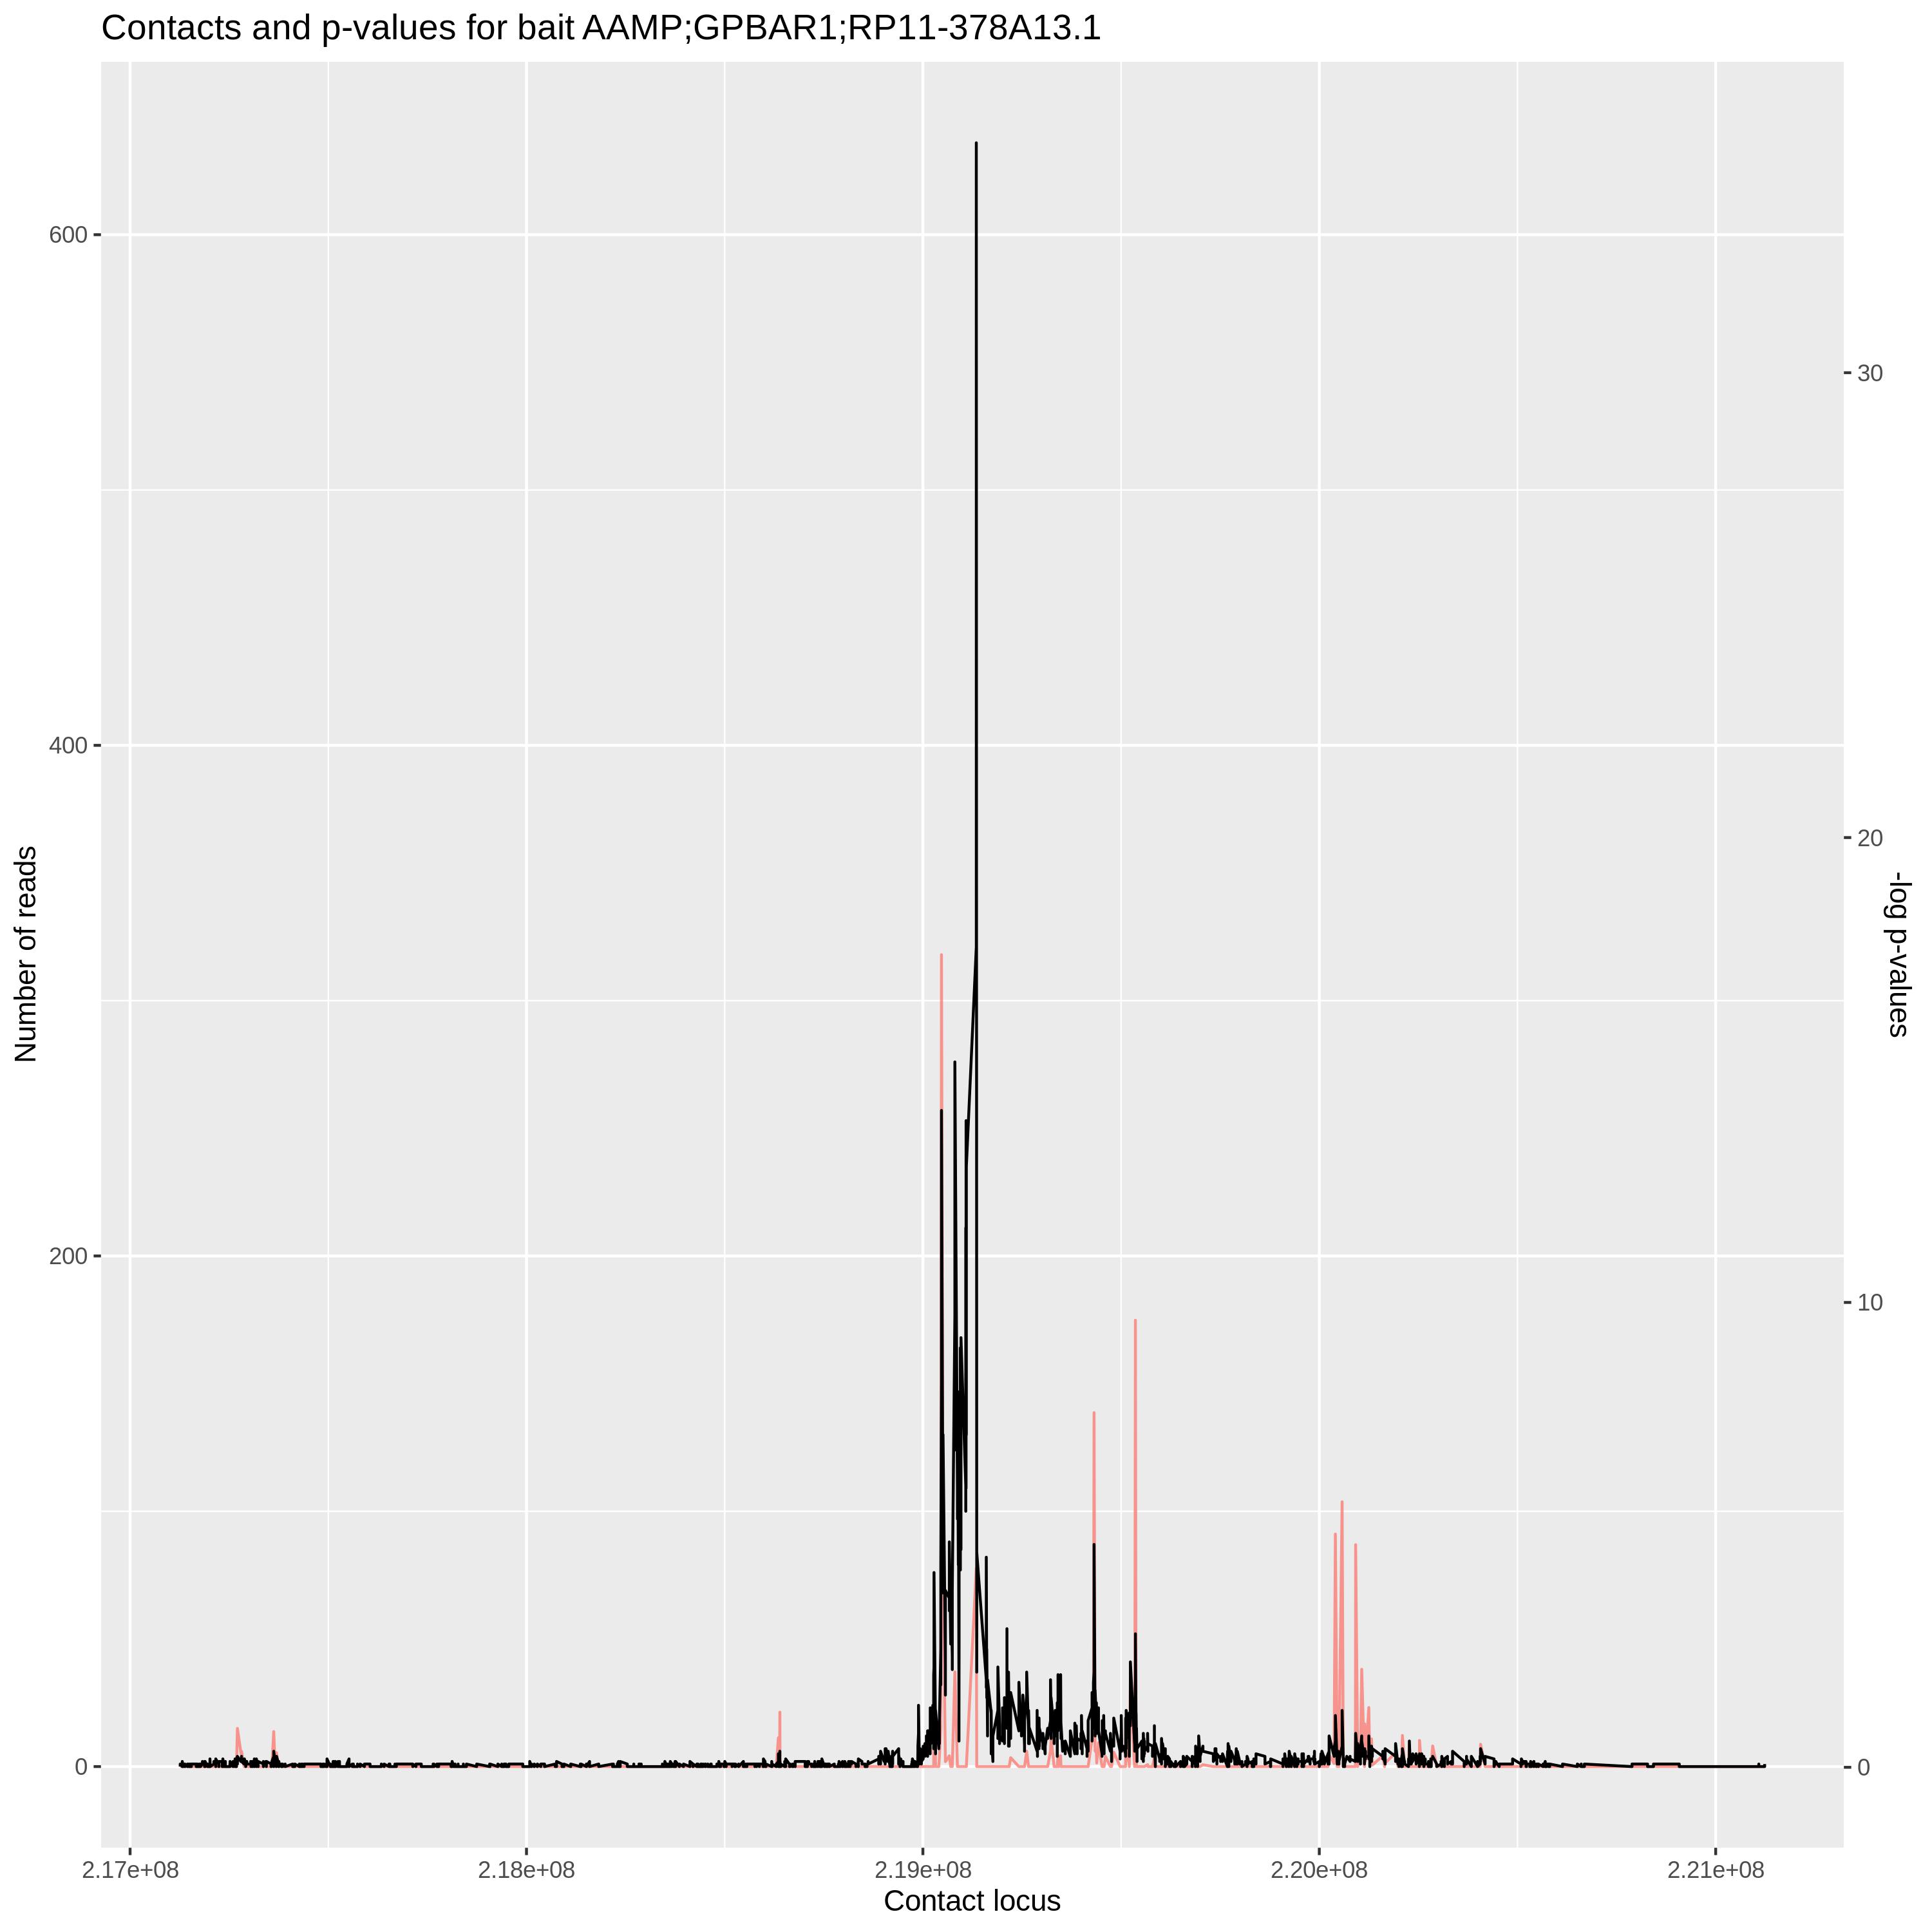 Contacts and p-values for bait AAMP;GPBAR1;RP11-378A13.1
600
400
200
0
30
20
10
0
Number of reads
-log p-values
2.17e+08
2.18e+08
2.19e+08
2.20e+08
2.21e+08
Contact locus